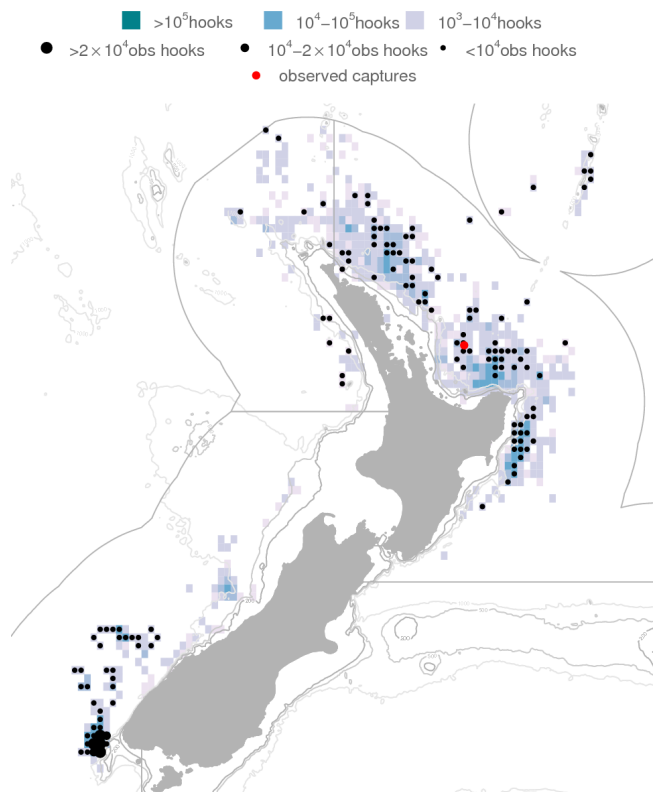 >10⁵hooks 10⁴−10⁵hooks 10³−10⁴hooks
>2×10⁴obs hooks 10⁴−2×10⁴obs hooks <10⁴obs hooks
observed captures